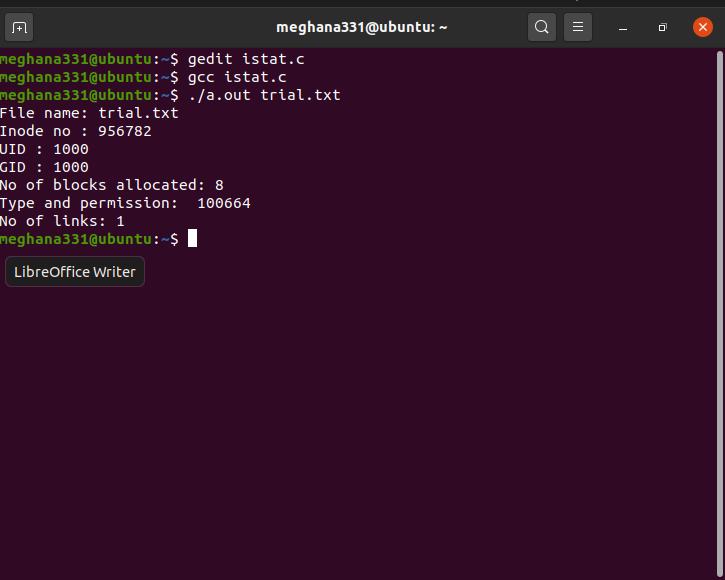 meghana331@ubuntu: ~
meghana331@ubuntu:~$ gedit istat.c
meghana331@ubuntu:~$ gcc istat.c
meghana331@ubuntu:~$ ./a.out trial.txt
File name: trial.txt
Inode no : 956782
UID : 1000
GID : 1000
No of blocks allocated: 8
Type and permission:  100664
No of links: 1
meghana331@ubuntu:~$
LibreOffice Writer